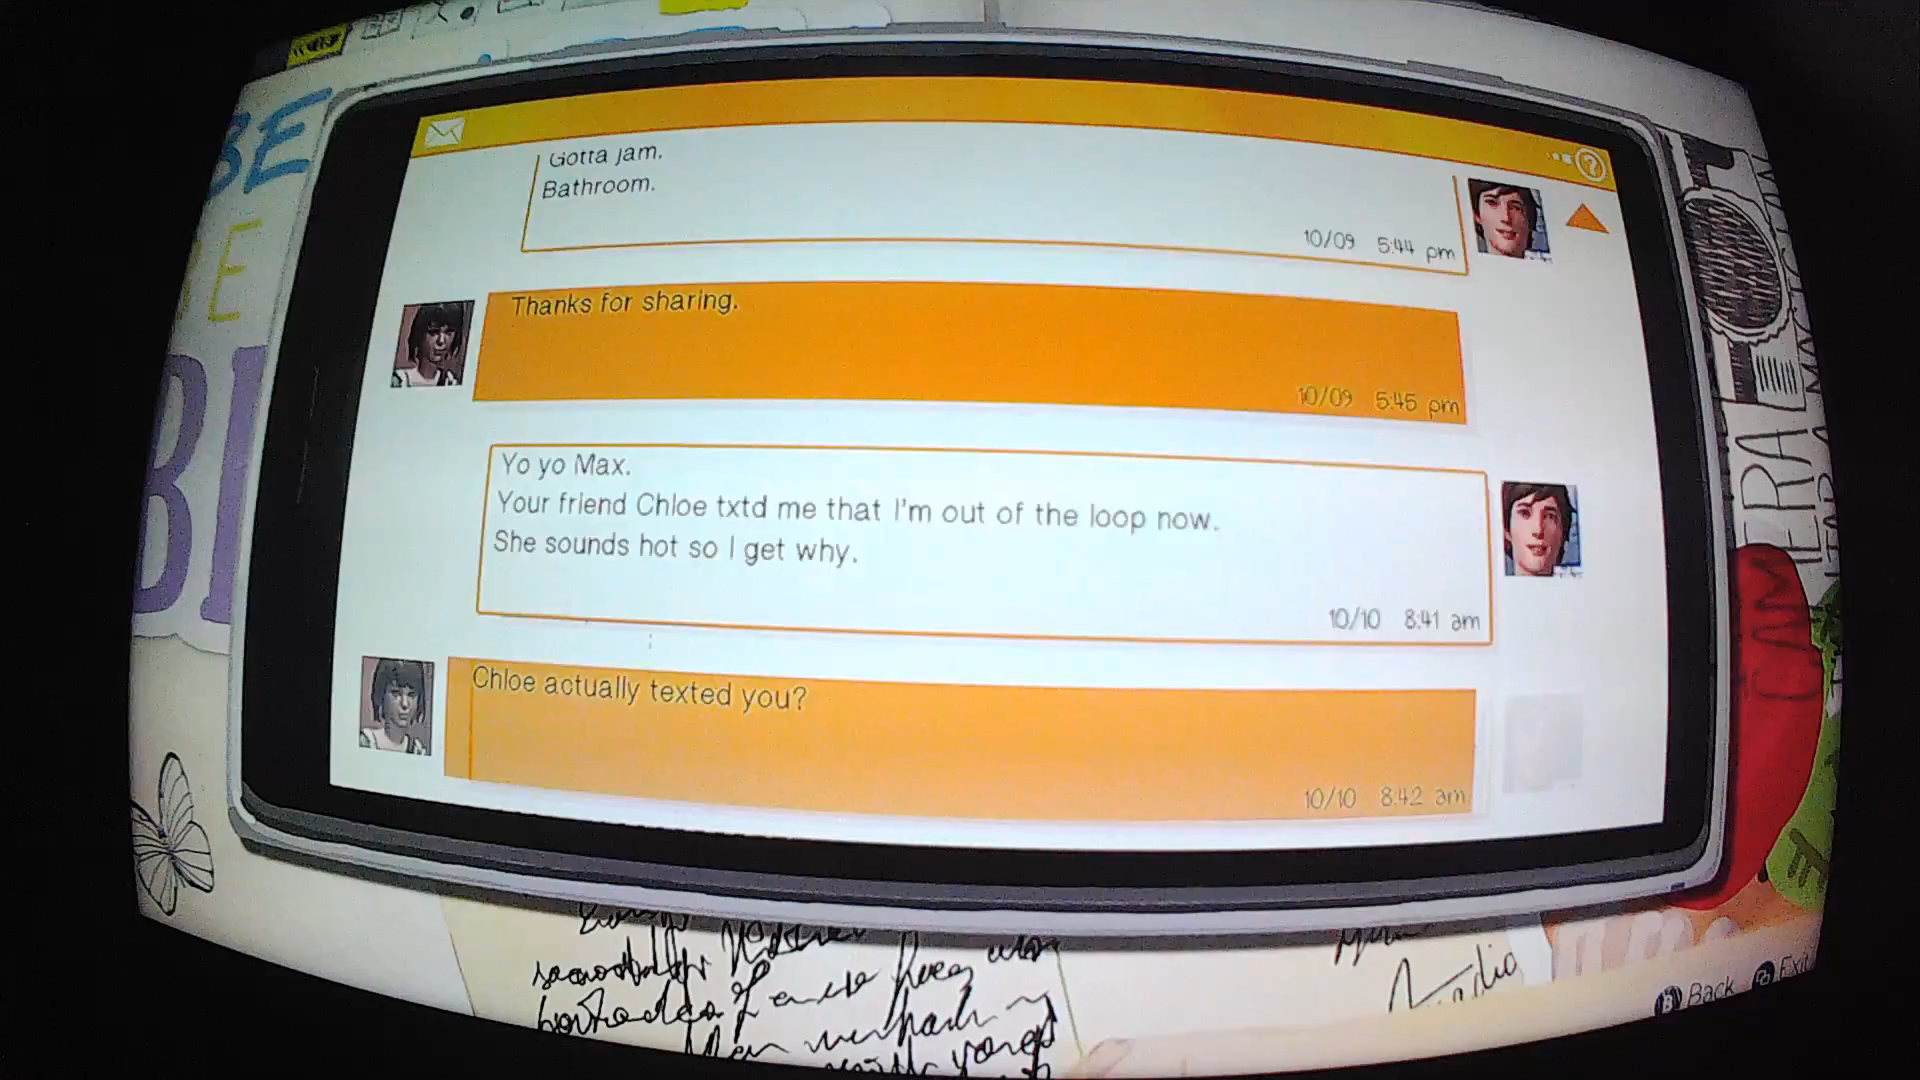 Gotta jam.
Bathroom.
10/09 5:44 pm
Thanks for sharing.
10/09 5:45 pm
Yo yo Max.
Your friend Chloe txtd me that I'm out of the loop now.
She sounds hot so I get why.
10/10 8:41 am
Chloe actually texted you?
10/10 8:42 am
B Back
Exit
BE